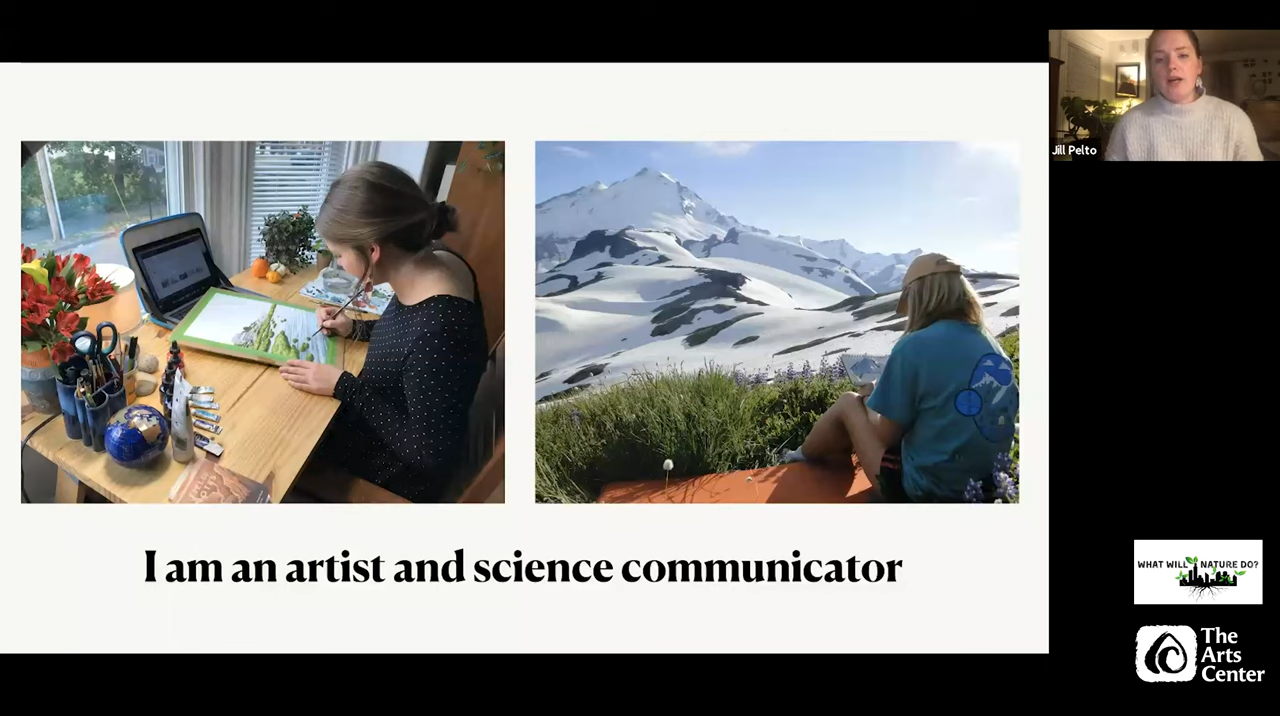 Jill Pelto
I am an artist and science communicator
WHAT WILL NATURE DO?
The
Arts
Center